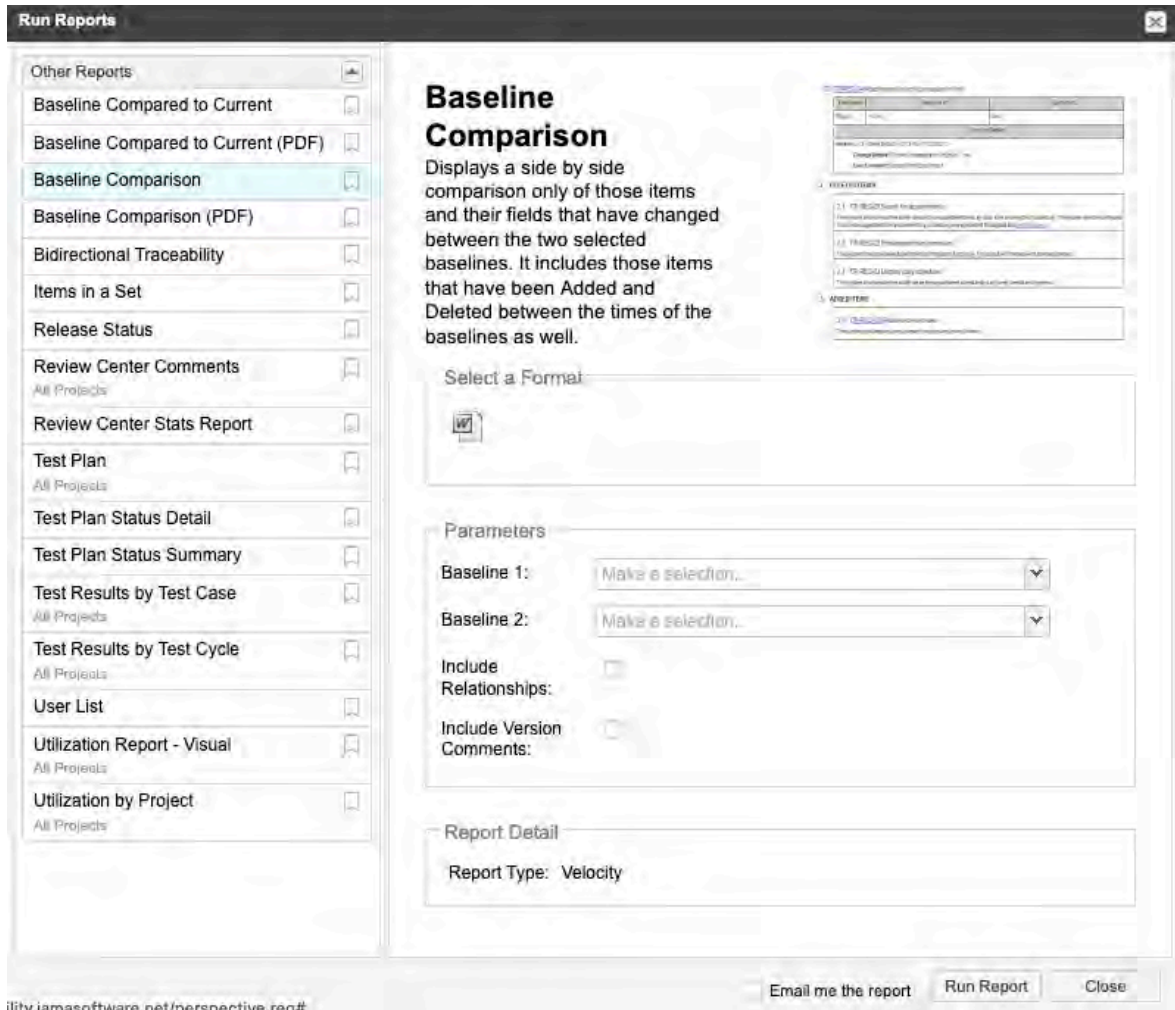 Run Reports
Other Reports
Baseline Compared to Current
Baseline Compared to Current (PDF)
Baseline Comparison
Baseline Comparison (PDF)
Bidirectional Traceability
Items in a Set
Release Status
Review Center Comments
All Projects
Review Center Stats Report
Test Plan
All Projects
Test Plan Status Detail
Test Plan Status Summary
Test Results by Test Case
All Projects
Test Results by Test Cycle
All Projects
User List
Utilization Report - Visual
All Projects
Utilization by Project
All Projects
Baseline
Comparison
Displays a side by side
comparison only of those items
and their fields that have changed
between the two selected
baselines. It includes those items
that have been Added and
Deleted between the times of the
baselines as well.
Select a Format
Parameters
Baseline 1:
Make a selection...
Baseline 2:
Make a selection...
Include
Relationships:
Include Version
Comments:
Report Detail
Report Type: Velocity
Email me the report
Run Report
Close
ility.jamasoftware.net/perspective.req#